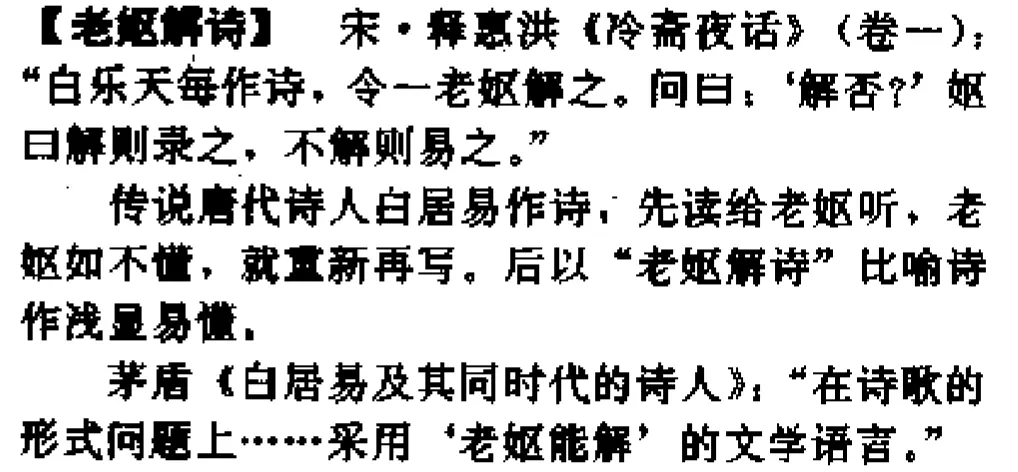 【老妪解诗】 宋·释惠洪《冷斋夜话》(卷一)：
“白乐天每作诗，令一老妪解之。问曰：‘解否?’妪
曰解则录之，不解则易之。”
传说唐代诗人白居易作诗，先读给老妪听，老
妪如不懂，就重新再写。后以“老妪解诗”比喻诗
作浅显易懂。
茅盾《白居易及其同时代的诗人》：“在诗歌的
形式问题上……采用‘老妪能解’的文学语言。”